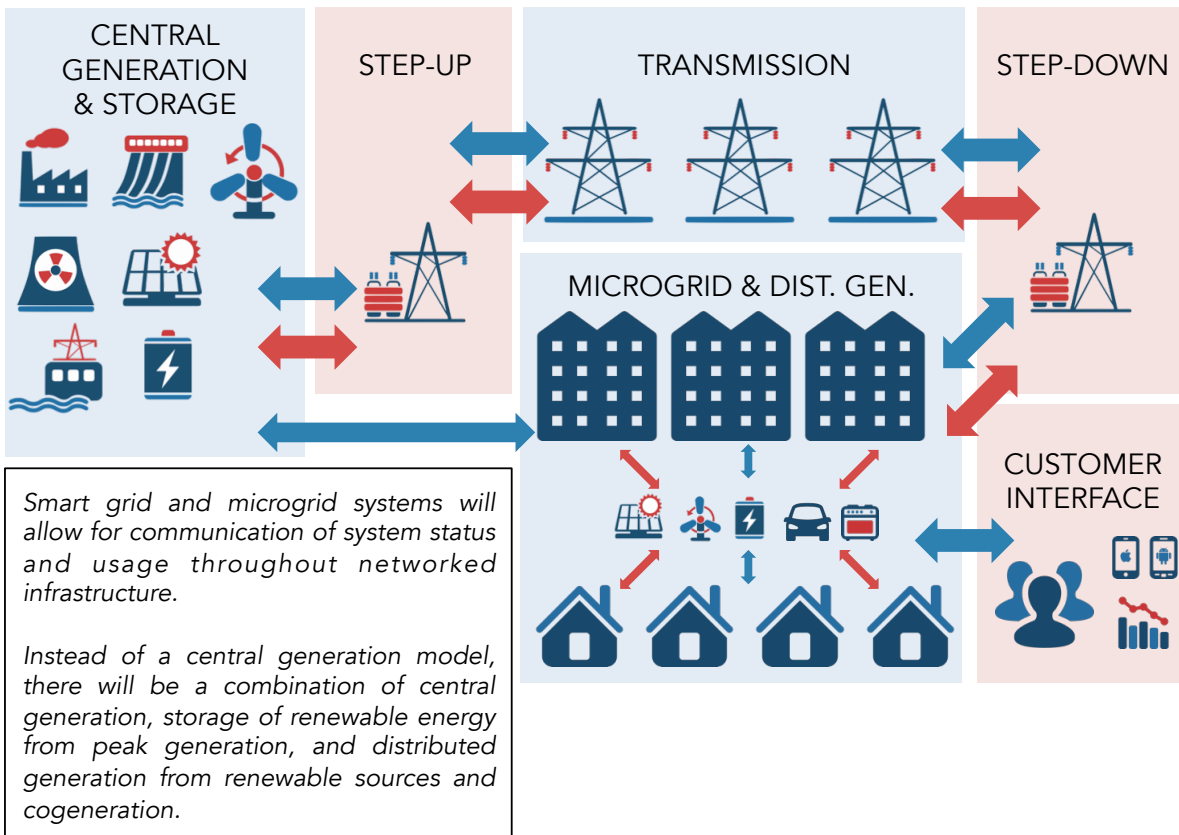 CENTRAL
GENERATION
& STORAGE
STEP-UP
TRANSMISSION
STEP-DOWN
MICROGRID & DIST. GEN.
CUSTOMER
INTERFACE
Smart grid and microgrid systems will
allow for communication of system status
and usage throughout networked
infrastructure.
Instead of a central generation model,
there will be a combination of central
generation, storage of renewable energy
from peak generation, and distributed
generation from renewable sources and
cogeneration.